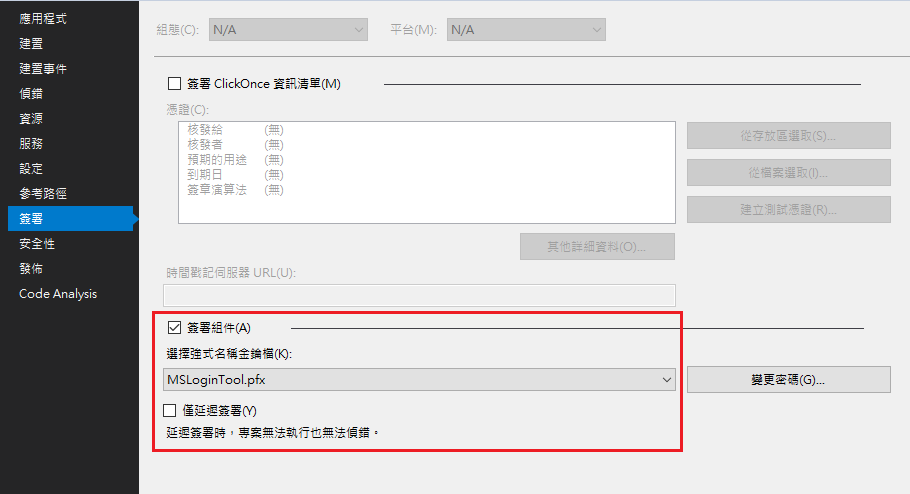 應用程式
建置
建置事件
偵錯
資源
服務
設定
參考路徑
簽署
安全性
發佈
Code Analysis
組態(C): N/A 平台(M): N/A
簽署 ClickOnce 資訊清單(M)
憑證(C):
核發給 (無)
核發者 (無)
預期的用途 (無)
到期日 (無)
簽章演算法 (無)
從存放區選取(S)...
從檔案選取(I)...
建立測試憑證(R)...
其他詳細資料(O)...
時間戳記伺服器 URL(U):
簽署組件(A)
選擇強式名稱金鑰檔(K):
MSLoginTool.pfx
變更密碼(G)...
僅延遲簽署(Y)
延遲簽署時，專案無法執行也無法偵錯。